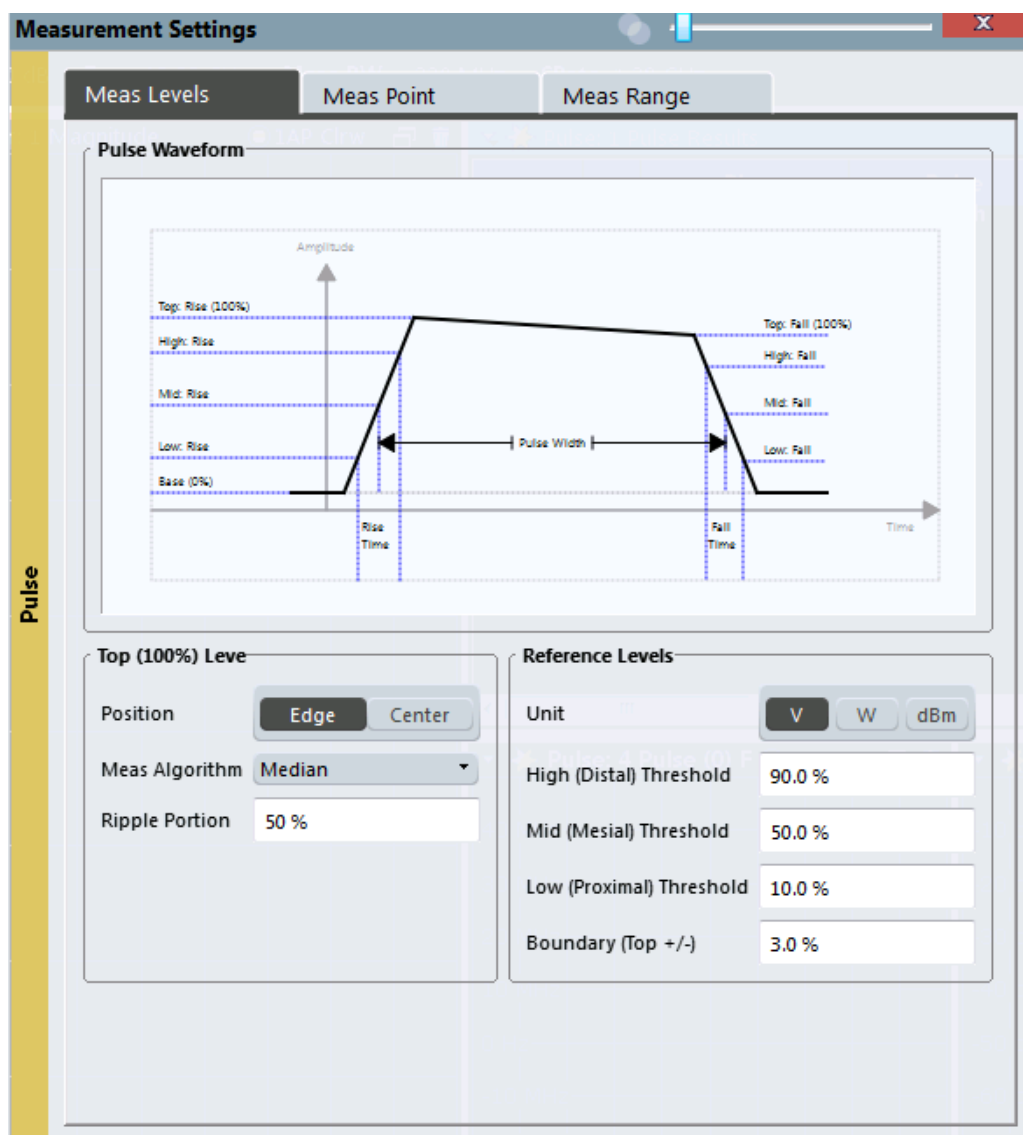 Measurement Settings
X
Meas Levels
Meas Point
Meas Range
Pulse
Pulse Waveform
Amplitude
Top: Rise (100%)
High: Rise
Mid: Rise
Low: Rise
Base (0%)
Top: Fall (100%)
High: Fall
Mid: Fall
Low: Fall
Pulse Width
Rise
Time
Fall
Time
Time
Top (100%) Leve
Position
Edge
Center
Meas Algorithm
Median
Ripple Portion
50 %
Reference Levels
Unit
V
W
dBm
High (Distal) Threshold
90.0 %
Mid (Mesial) Threshold
50.0 %
Low (Proximal) Threshold
10.0 %
Boundary (Top +/-)
3.0 %